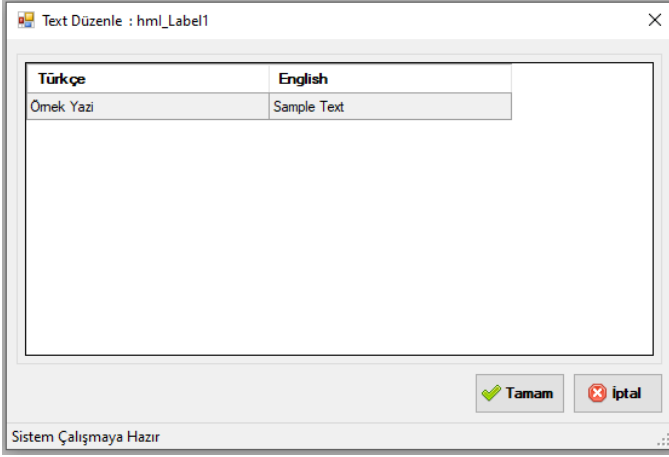 Text Düzenle : hml_Label1
Türkçe English
Örnek Yazi Sample Text
Tamam İptal
Sistem Çalışmaya Hazır